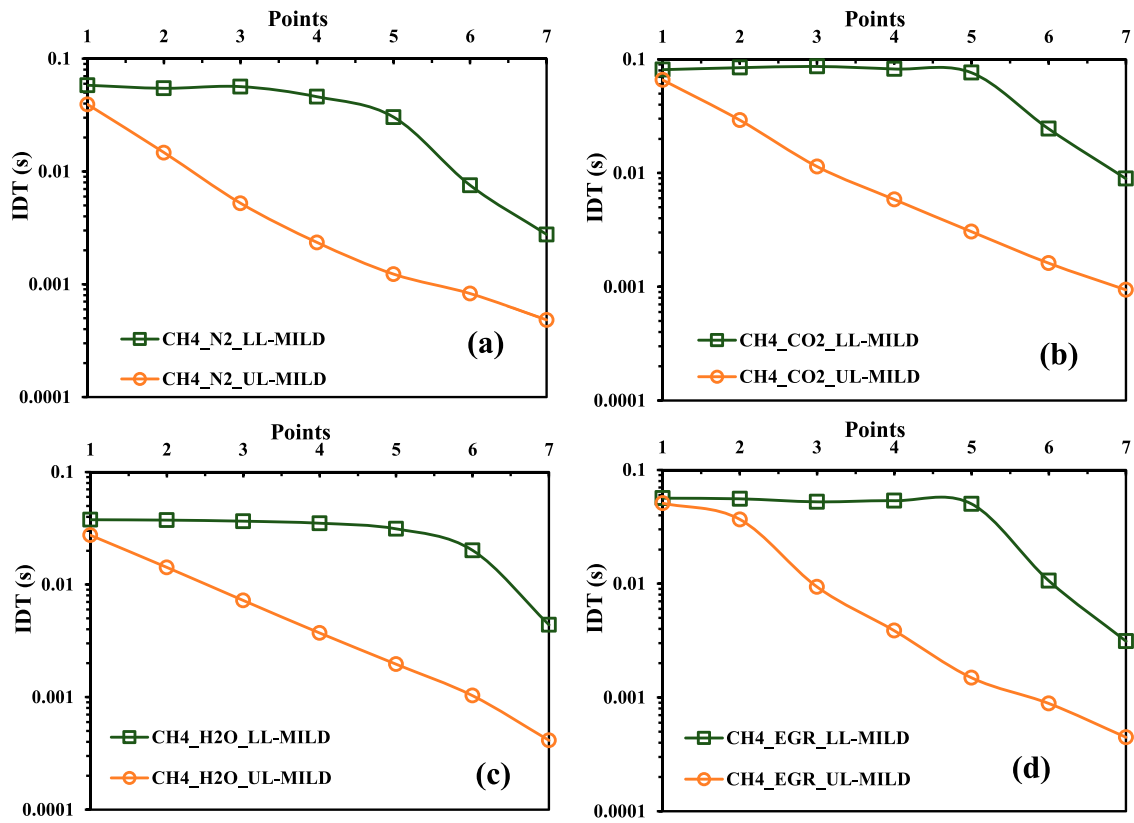 Points
1 2 3 4 5 6 7
0.1
0.01
0.001
0.0001
IDT (s)
CH4_N2_LL-MILD
CH4_N2_UL-MILD
(a)
Points
1 2 3 4 5 6 7
0.1
0.01
0.001
0.0001
IDT (s)
CH4_CO2_LL-MILD
CH4_CO2_UL-MILD
(b)
Points
1 2 3 4 5 6 7
0.1
0.01
0.001
0.0001
IDT (s)
CH4_H2O_LL-MILD
CH4_H2O_UL-MILD
(c)
Points
1 2 3 4 5 6 7
0.1
0.01
0.001
0.0001
IDT (s)
CH4_EGR_LL-MILD
CH4_EGR_UL-MILD
(d)